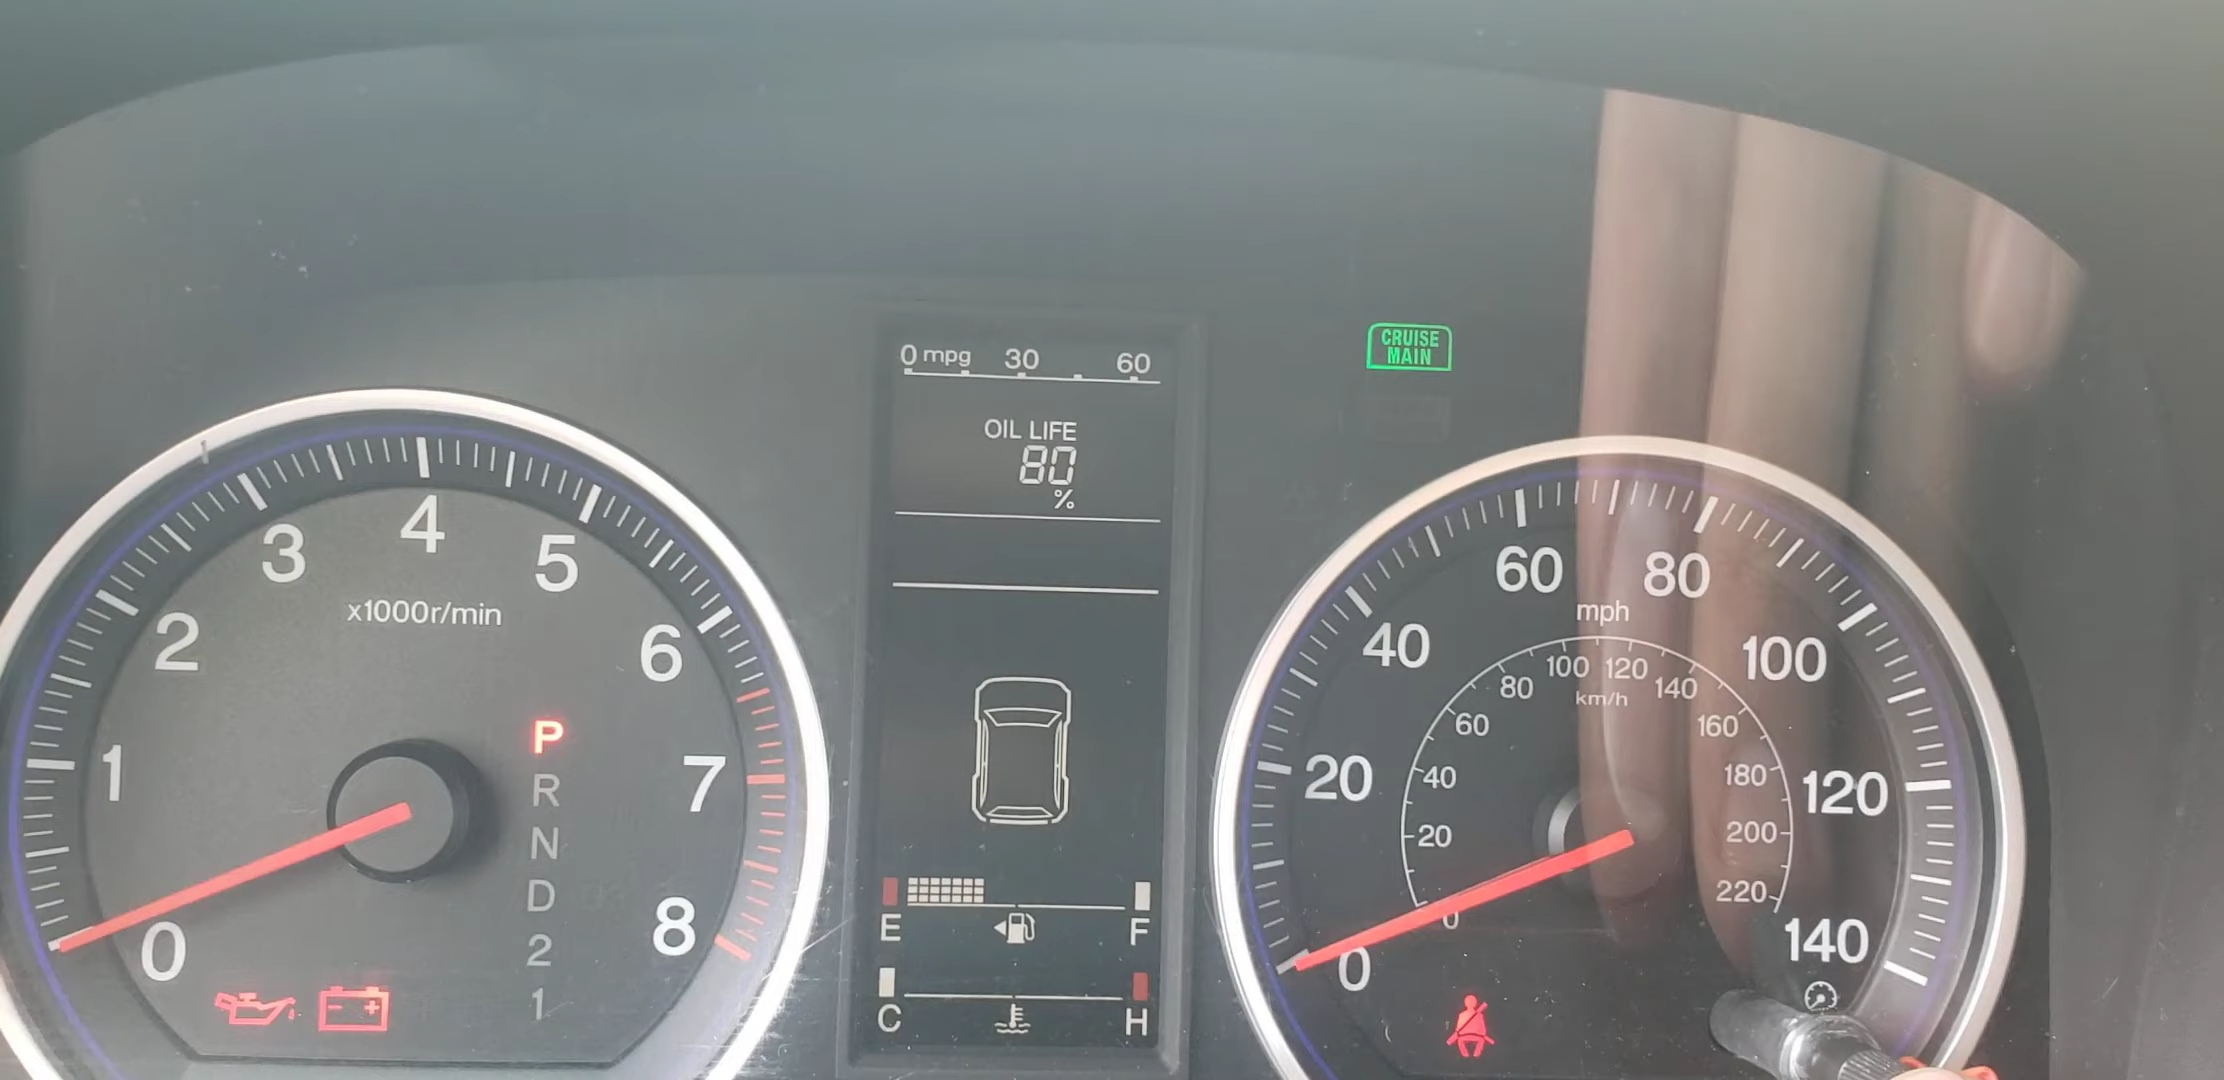 0 mpg 30 60
OIL LIFE
80
%
CRUISE
MAIN
0 1 2 3 4 5 6 7 8
x1000r/min
P
R
N
D
2
1
0 20 40 60 80 100 120 140
mph
0 20 40 60 80 100 120 140 160 180 200 220
km/h
E F
C H